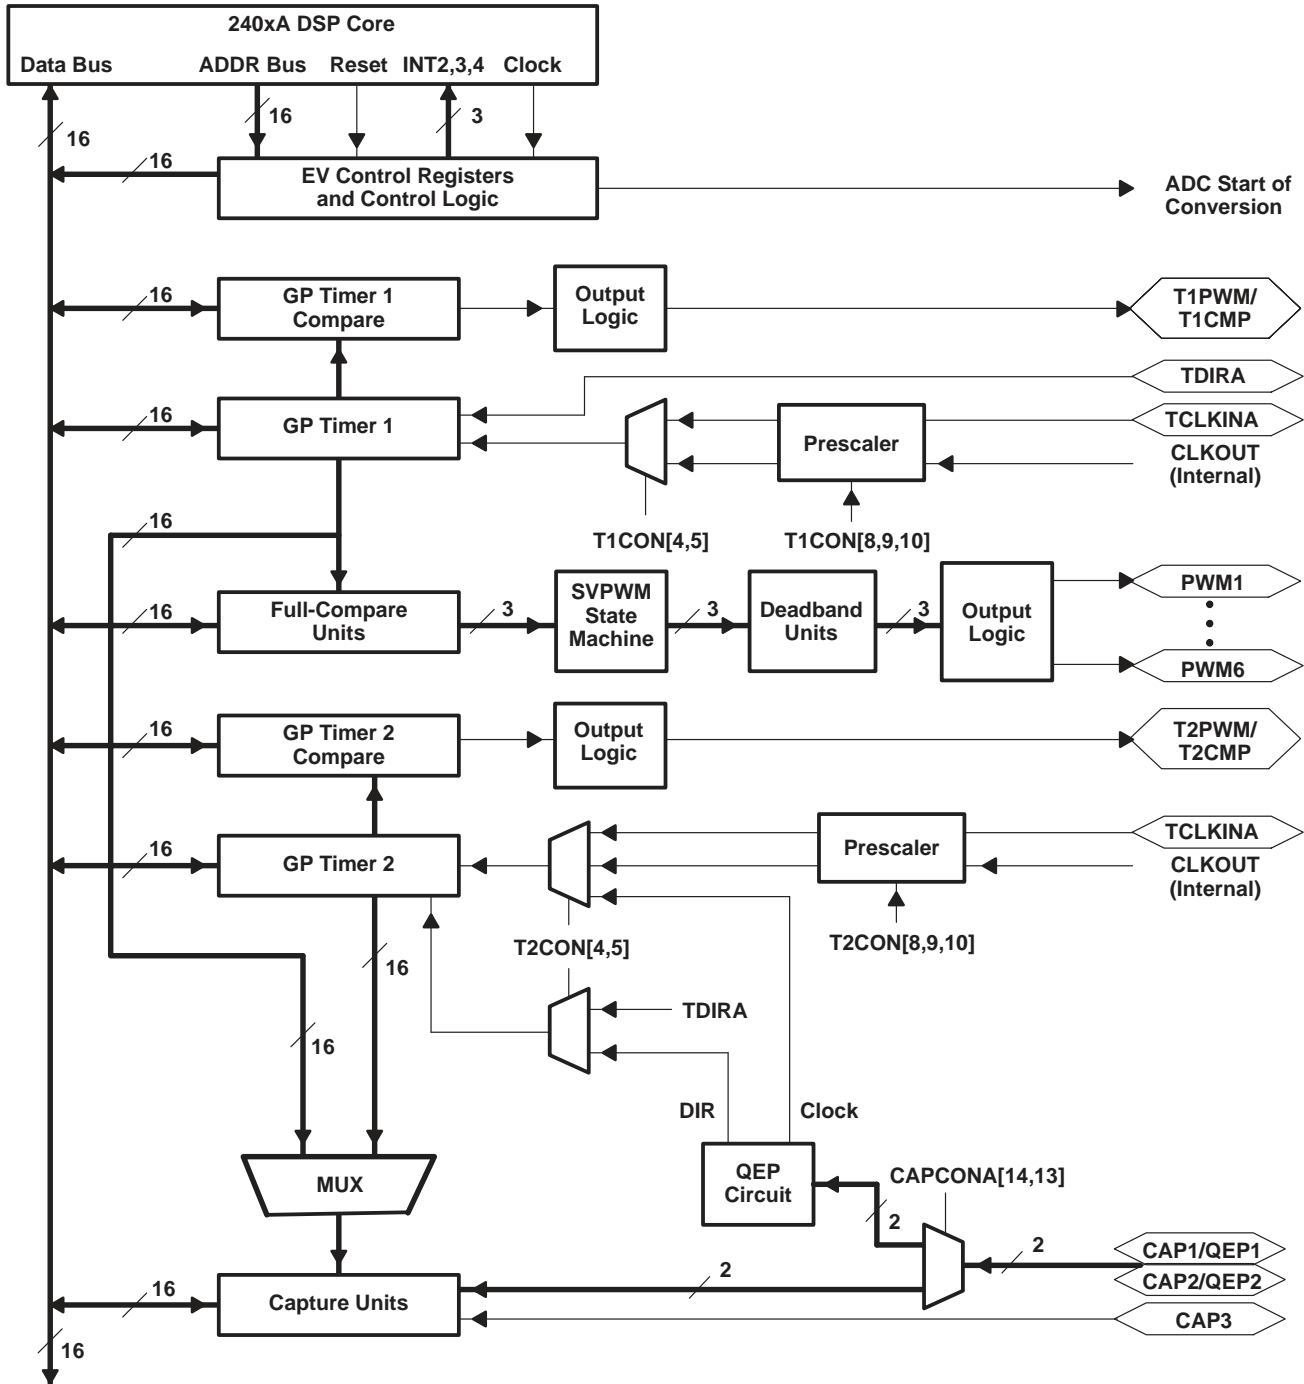 240xA DSP Core
Data Bus
ADDR Bus
Reset
INT2,3,4
Clock
16
16
3
16
EV Control Registers
and Control Logic
ADC Start of
Conversion
16
GP Timer 1
Compare
Output
Logic
T1PWM/
T1CMP
TDIRA
16
GP Timer 1
Prescaler
TCLKINA
CLKOUT
(Internal)
16
T1CON[4,5]
T1CON[8,9,10]
16
Full-Compare
Units
3
SVPWM
State
Machine
3
Deadband
Units
3
Output
Logic
PWM1
PWM6
16
GP Timer 2
Compare
Output
Logic
T2PWM/
T2CMP
16
GP Timer 2
Prescaler
TCLKINA
CLKOUT
(Internal)
T2CON[4,5]
T2CON[8,9,10]
16
TDIRA
16
DIR
Clock
MUX
QEP
Circuit
CAPCONA[14,13]
2
2
CAP1/QEP1
2
CAP2/QEP2
16
Capture Units
CAP3
16